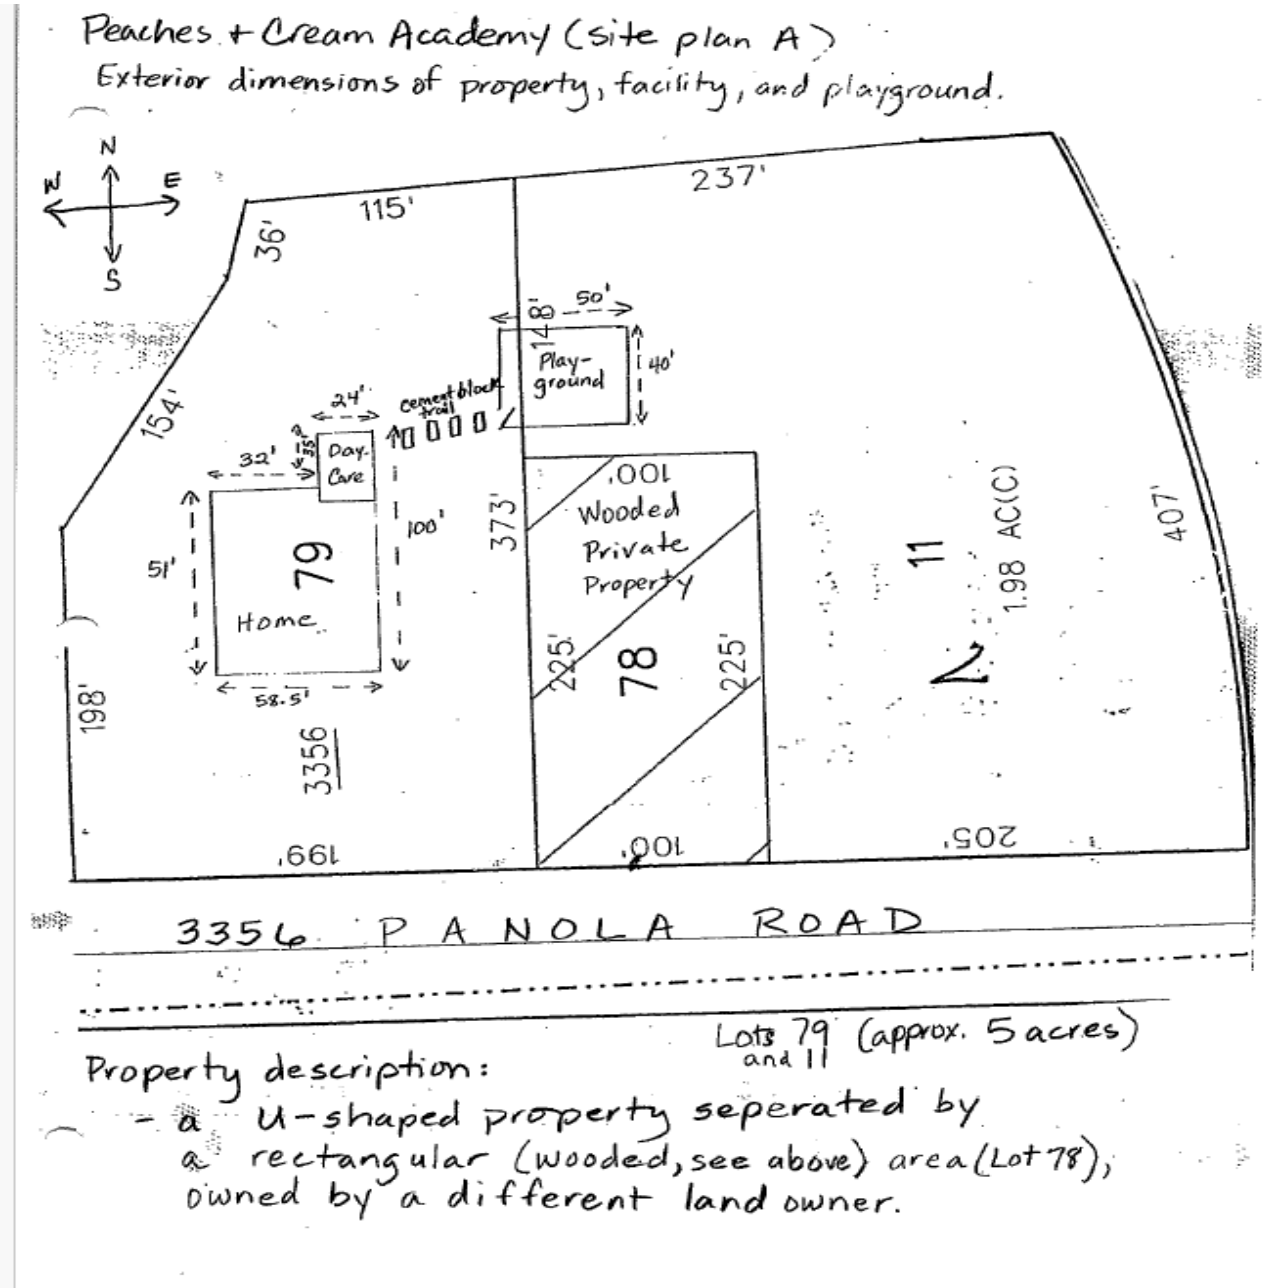 Peaches + Cream Academy (site plan A)
Exterior dimensions of property, facility, and playground.
N
W E
S
115'
237'
36'
148'
50'
Play-
ground
40'
154'
24'
cement block
trail
35'
Day
Care
32'
100'
51'
79
Home
58.5'
373'
100'
Wooded
Private
Property
225'
78
225'
11
1.98 AC(C)
407'
198'
3356
199'
100'
205'
3356 PANOLA ROAD
Lots 79 (approx. 5 acres)
and 11
Property description:
- a U-shaped property seperated by
a rectangular (wooded, see above) area (Lot 78),
owned by a different land owner.